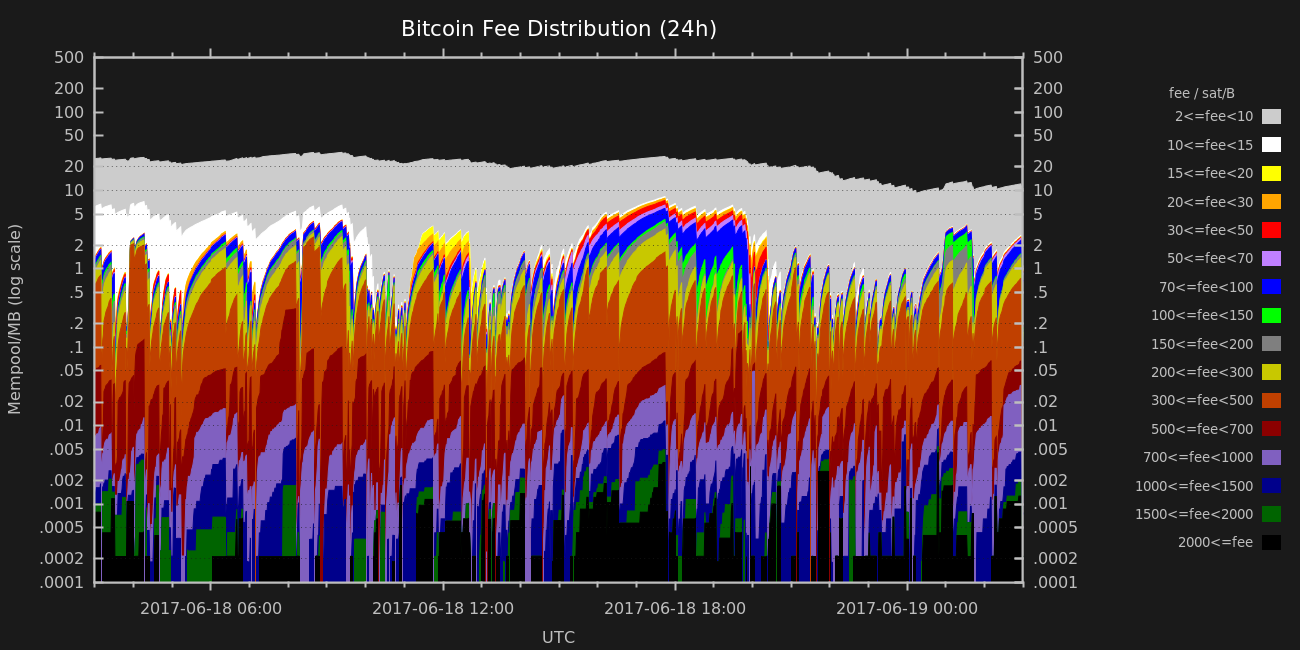 Bitcoin Fee Distribution (24h)
500
200
100
50
20
10
5
2
1
.5
.2
.1
.05
.02
.01
.005
.002
.001
.0005
.0002
.0001
Mempool/MB (log scale)
500
200
100
50
20
10
5
2
1
.5
.2
.1
.05
.02
.01
.005
.002
.001
.0005
.0002
.0001
2017-06-18 06:00
2017-06-18 12:00
2017-06-18 18:00
2017-06-19 00:00
UTC
fee / sat/B
2<=fee<10
10<=fee<15
15<=fee<20
20<=fee<30
30<=fee<50
50<=fee<70
70<=fee<100
100<=fee<150
150<=fee<200
200<=fee<300
300<=fee<500
500<=fee<700
700<=fee<1000
1000<=fee<1500
1500<=fee<2000
2000<=fee